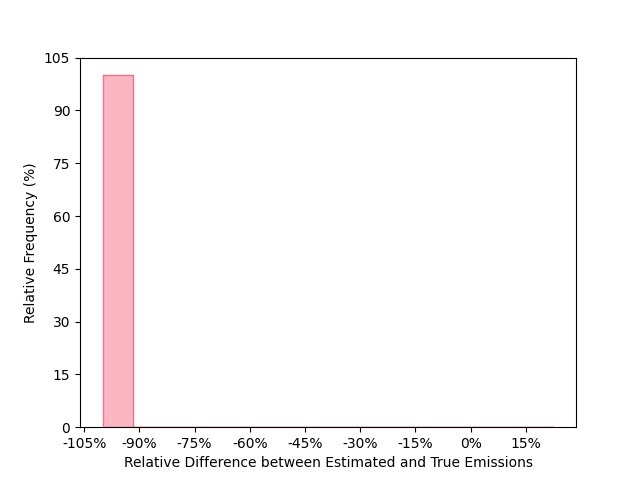 105
90
75
60
45
30
15
0
Relative Frequency (%)
-105% -90% -75% -60% -45% -30% -15% 0% 15%
Relative Difference between Estimated and True Emissions